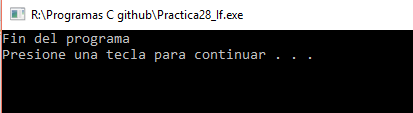 R:\Programas C github\Practica28_lf.exe
Fin del programa
Presione una tecla para continuar . . .